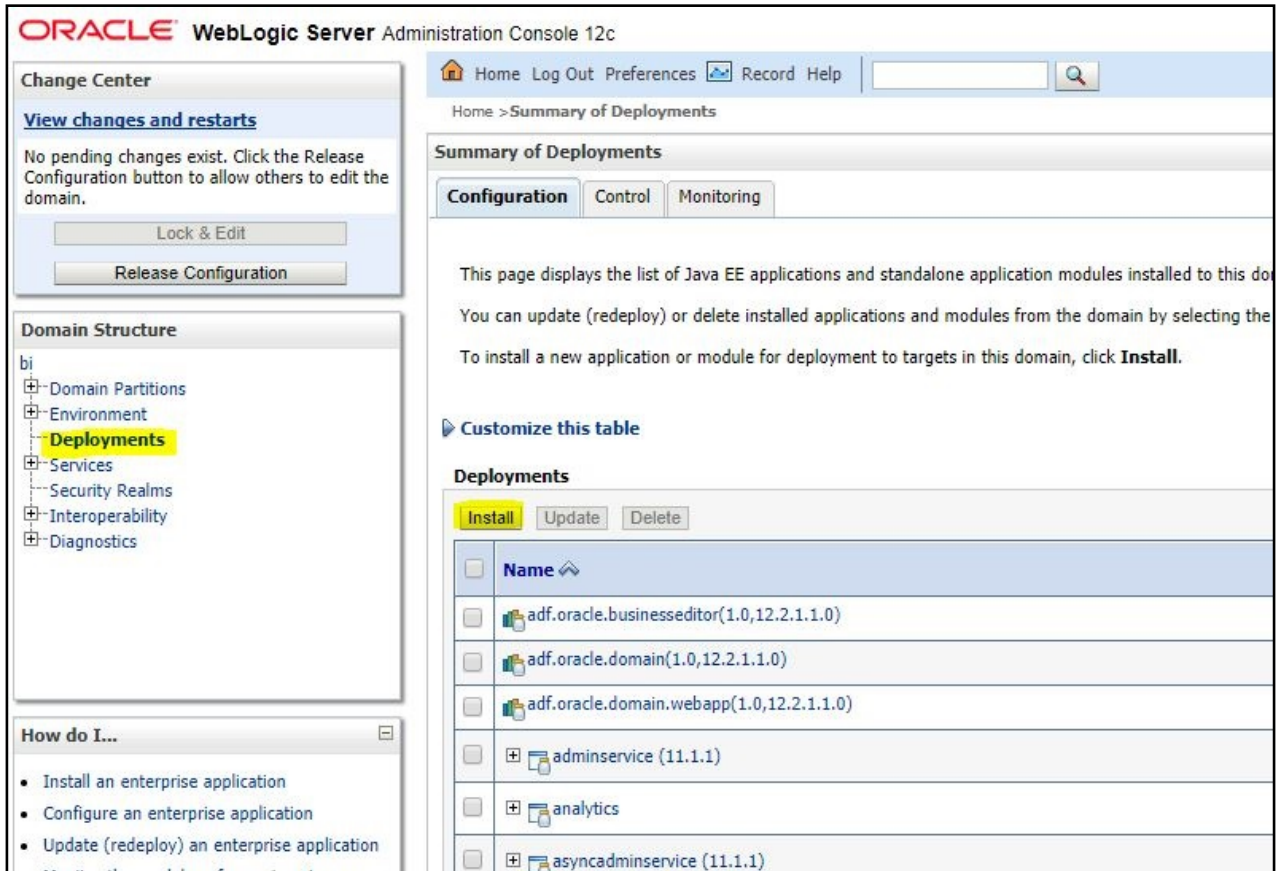 ORACLE WebLogic Server Administration Console 12c
Change Center
View changes and restarts
No pending changes exist. Click the Release
Configuration button to allow others to edit the
domain.
Lock & Edit
Release Configuration
Domain Structure
bi
Domain Partitions
Environment
Deployments
Services
Security Realms
Interoperability
Diagnostics
How do I...
Install an enterprise application
Configure an enterprise application
Update (redeploy) an enterprise application
Home Log Out Preferences Record Help
Home >Summary of Deployments
Summary of Deployments
Configuration Control Monitoring
This page displays the list of Java EE applications and standalone application modules installed to this
You can update (redeploy) or delete installed applications and modules from the domain by selecting the
To install a new application or module for deployment to targets in this domain, click Install.
Customize this table
Deployments
Install Update Delete
Name
adf.oracle.businesseditor(1.0,12.2.1.1.0)
adf.oracle.domain(1.0,12.2.1.1.0)
adf.oracle.domain.webapp(1.0,12.2.1.1.0)
adminservice (11.1.1)
analytics
asyncadminservice (11.1.1)